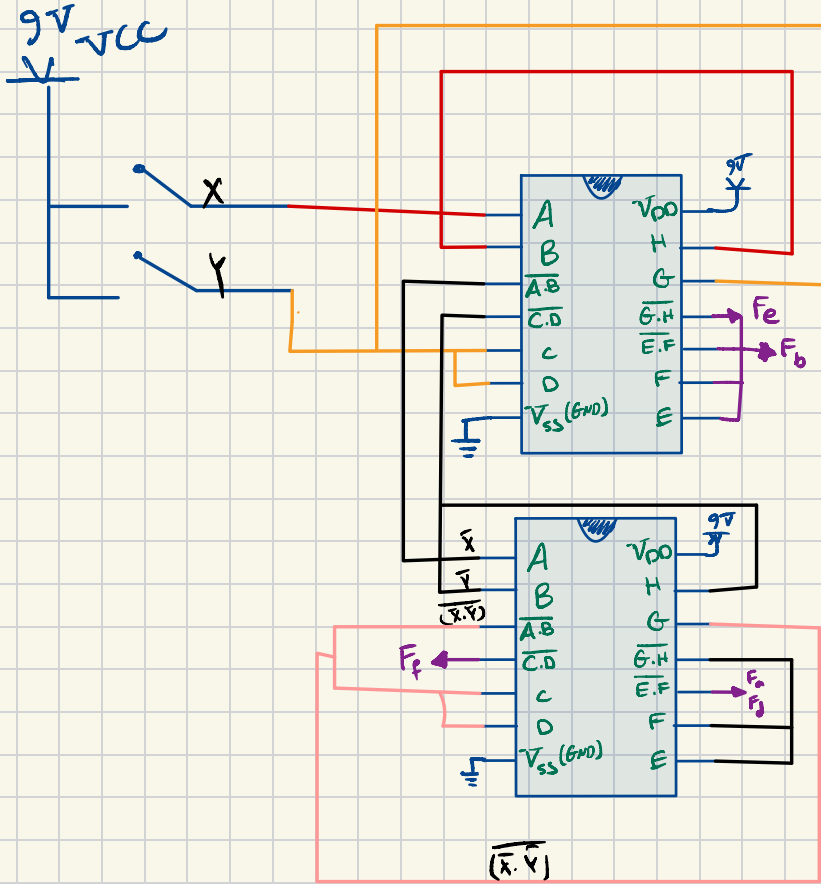 9V VCC
X
Y
9V
A
B
A̅.̅B̅
C̅.̅D̅
C
D
VSS (GND)
VDD
H
G
G̅.̅H̅
E̅.̅F̅
F
E
Fe
Fb
9V
X̅
Y̅
(X̅.Y̅)̅
A
B
A̅.̅B̅
C̅.̅D̅
C
D
VSS (GND)
VDD
H
G
G̅.̅H̅
E̅.̅F̅
F
E
Ff
Fa
Fd
(X̅.Y̅)̅